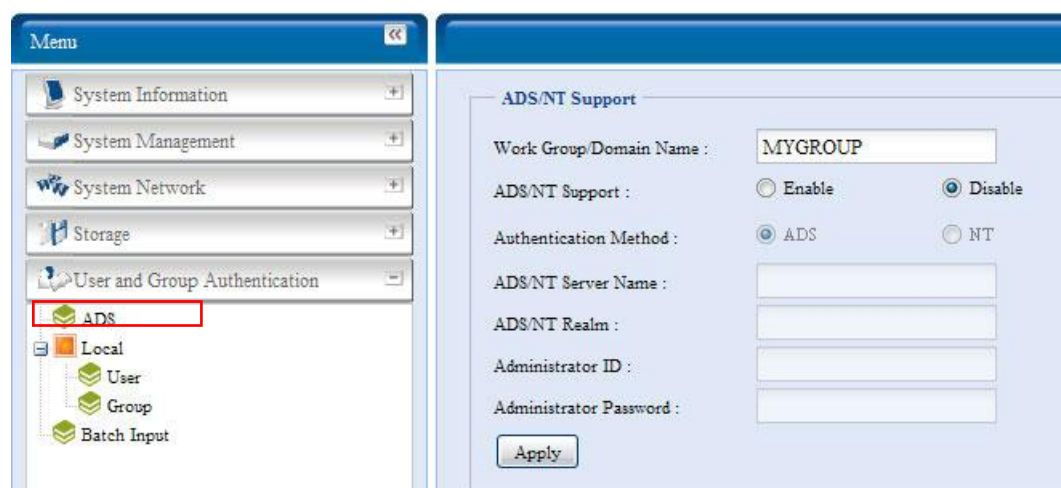 Menu
System Information
System Management
System Network
Storage
User and Group Authentication
ADS
Local
User
Group
Batch Input
ADS/NT Support
Work Group/Domain Name : MYGROUP
ADS/NT Support : Enable Disable
Authentication Method : ADS NT
ADS/NT Server Name :
ADS/NT Realm :
Administrator ID :
Administrator Password :
Apply